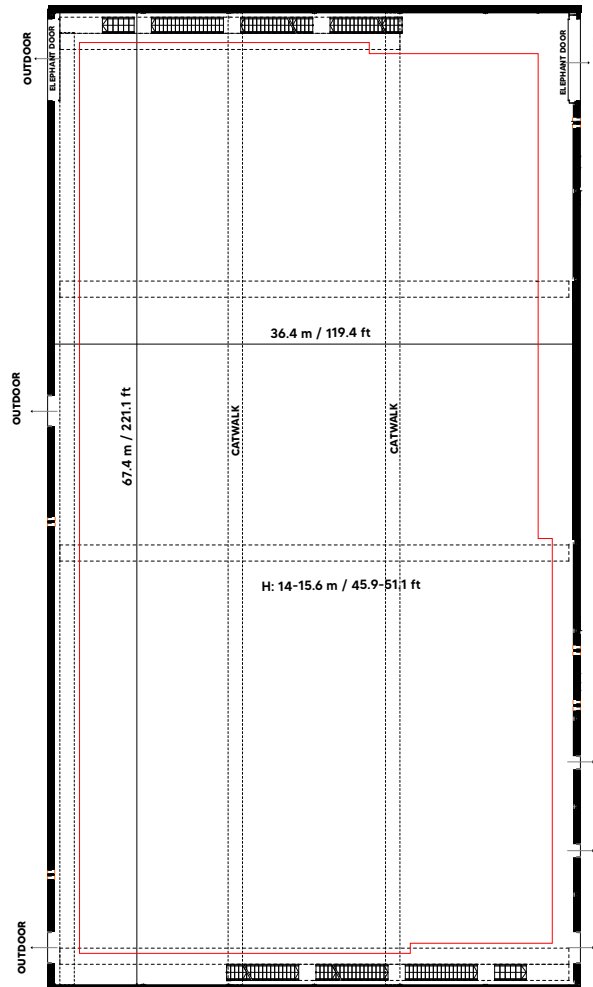 OUTDOOR
ELEPHANT DOOR
ELEPHANT DOOR
36.4 m / 119.4 ft
67.4 m / 221.1 ft
OUTDOOR
CATWALK
CATWALK
H: 14-15.6 m / 45.9-51.1 ft
OUTDOOR